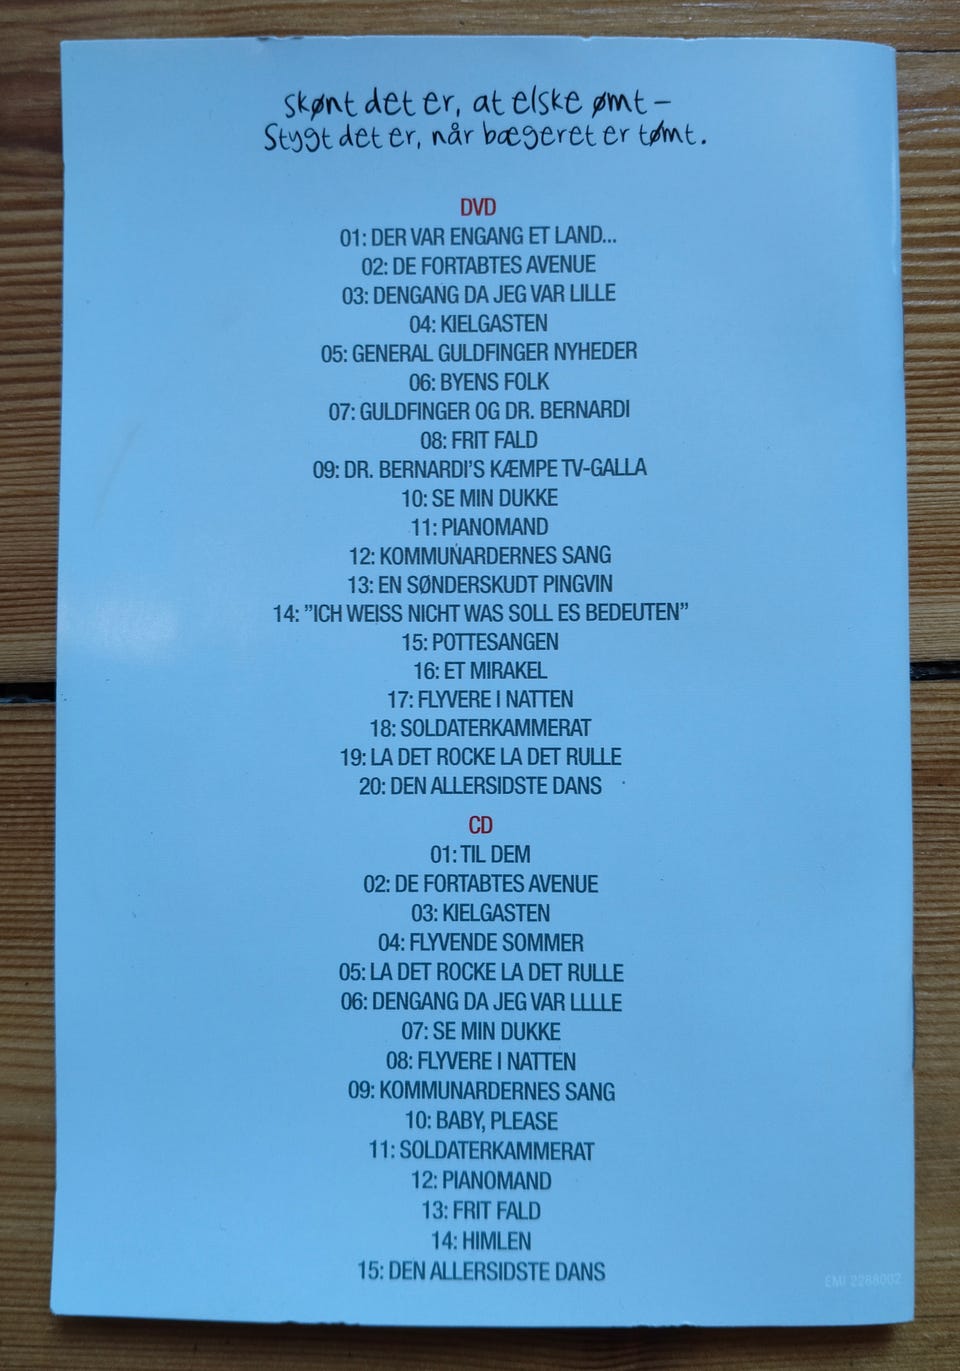 skønt det er, at elske ømt –
Stygt det er, når bægeret er tømt.
DVD
01: DER VAR ENGANG ET LAND...
02: DE FORTABTES AVENUE
03: DENGANG DA JEG VAR LILLE
04: KIELGASTEN
05: GENERAL GULDFINGER NYHEDER
06: BYENS FOLK
07: GULDFINGER OG DR. BERNARDI
08: FRIT FALD
09: DR. BERNARDI'S KÆMPE TV-GALLA
10: SE MIN DUKKE
11: PIANOMAND
12: KOMMUNARDERNES SANG
13: EN SØNDERSKUDT PINGVIN
14: ”ICH WEISS NICHT WAS SOLL ES BEDEUTEN”
15: POTTESANGEN
16: ET MIRAKEL
17: FLYVERE I NATTEN
18: SOLDATERKAMMERAT
19: LA DET ROCKE LA DET RULLE
20: DEN ALLERSIDSTE DANS
CD
01: TIL DEM
02: DE FORTABTES AVENUE
03: KIELGASTEN
04: FLYVENDE SOMMER
05: LA DET ROCKE LA DET RULLE
06: DENGANG DA JEG VAR LLLLE
07: SE MIN DUKKE
08: FLYVERE I NATTEN
09: KOMMUNARDERNES SANG
10: BABY, PLEASE
11: SOLDATERKAMMERAT
12: PIANOMAND
13: FRIT FALD
14: HIMLEN
15: DEN ALLERSIDSTE DANS
EMI 2288002